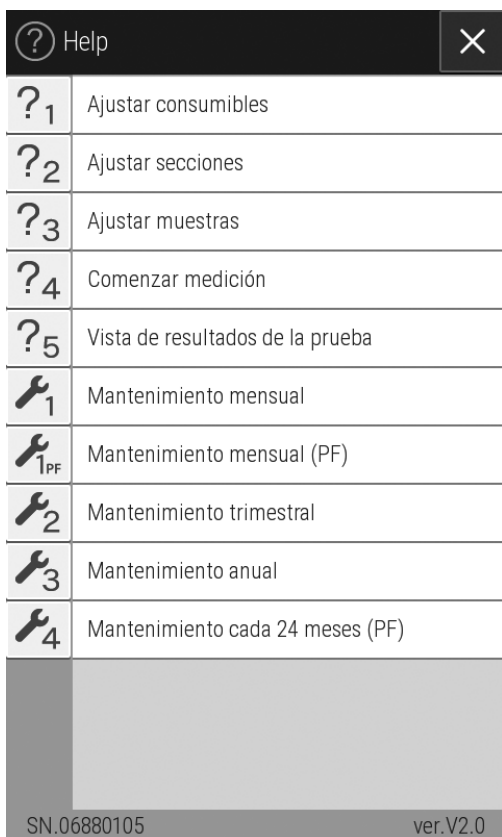 ? Help
?1 Ajustar consumibles
?2 Ajustar secciones
?3 Ajustar muestras
?4 Comenzar medición
?5 Vista de resultados de la prueba
1 Mantenimiento mensual
1PF Mantenimiento mensual (PF)
2 Mantenimiento trimestral
3 Mantenimiento anual
4 Mantenimiento cada 24 meses (PF)
SN.06880105 ver.V2.0